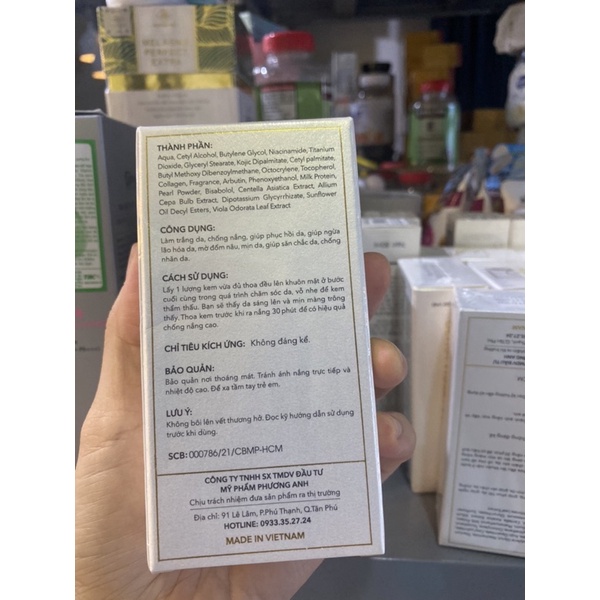 THÀNH PHẦN:
Aqua, Cetyl Alcohol, Butylene Glycol, Niacinamide, Titanium
Dioxide, Glyceryl Stearate, Kojic Dipalmitate, Cetyl palmitate,
Butyl Methoxy Dibenzoylmethane, Octocrylene, Tocopherol,
Collagen, Fragrance, Arbutin, Phenoxyethanol, Milk Protein,
Pearl Powder, Bisabolol, Centella Asiatica Extract, Allium
Cepa Bulb Extract, Dipotassium Glycyrrhizate, Sunflower
Oil Decyl Esters, Viola Odorata Leaf Extract
CÔNG DỤNG:
Làm trắng da, chống nắng, giúp phục hồi da, giúp ngừa
lão hóa da, mờ đốm nâu, mịn da, giúp săn chắc da, chống
nhăn da.
CÁCH SỬ DỤNG:
Lấy 1 lượng kem vừa đủ thoa đều lên khuôn mặt ở bước
cuối cùng trong quá trình chăm sóc da, vỗ nhẹ để kem
thẩm thấu. Bạn sẽ thấy da sáng lên và mịn màng trông
thấy. Thoa kem trước khi ra nắng 30 phút để có hiệu quả
chống nắng cao.
CHỈ TIÊU KÍCH ỨNG: Không đáng kể.
BẢO QUẢN:
Bảo quản nơi thoáng mát. Tránh ánh nắng trực tiếp và
nhiệt độ cao. Để xa tầm tay trẻ em.
LƯU Ý:
Không bôi lên vết thương hở. Đọc kỹ hướng dẫn sử dụng
trước khi dùng.
SCB: 000786/21/CBMP-HCM
CÔNG TY TNHH SX TMDV ĐẦU TƯ
MỸ PHẨM PHƯƠNG ANH
Chịu trách nhiệm đưa sản phẩm ra thị trường
Địa chỉ: 91 Lê Lâm, P.Phú Thạnh, Q.Tân Phú
HOTLINE: 0933.35.27.24
MADE IN VIETNAM